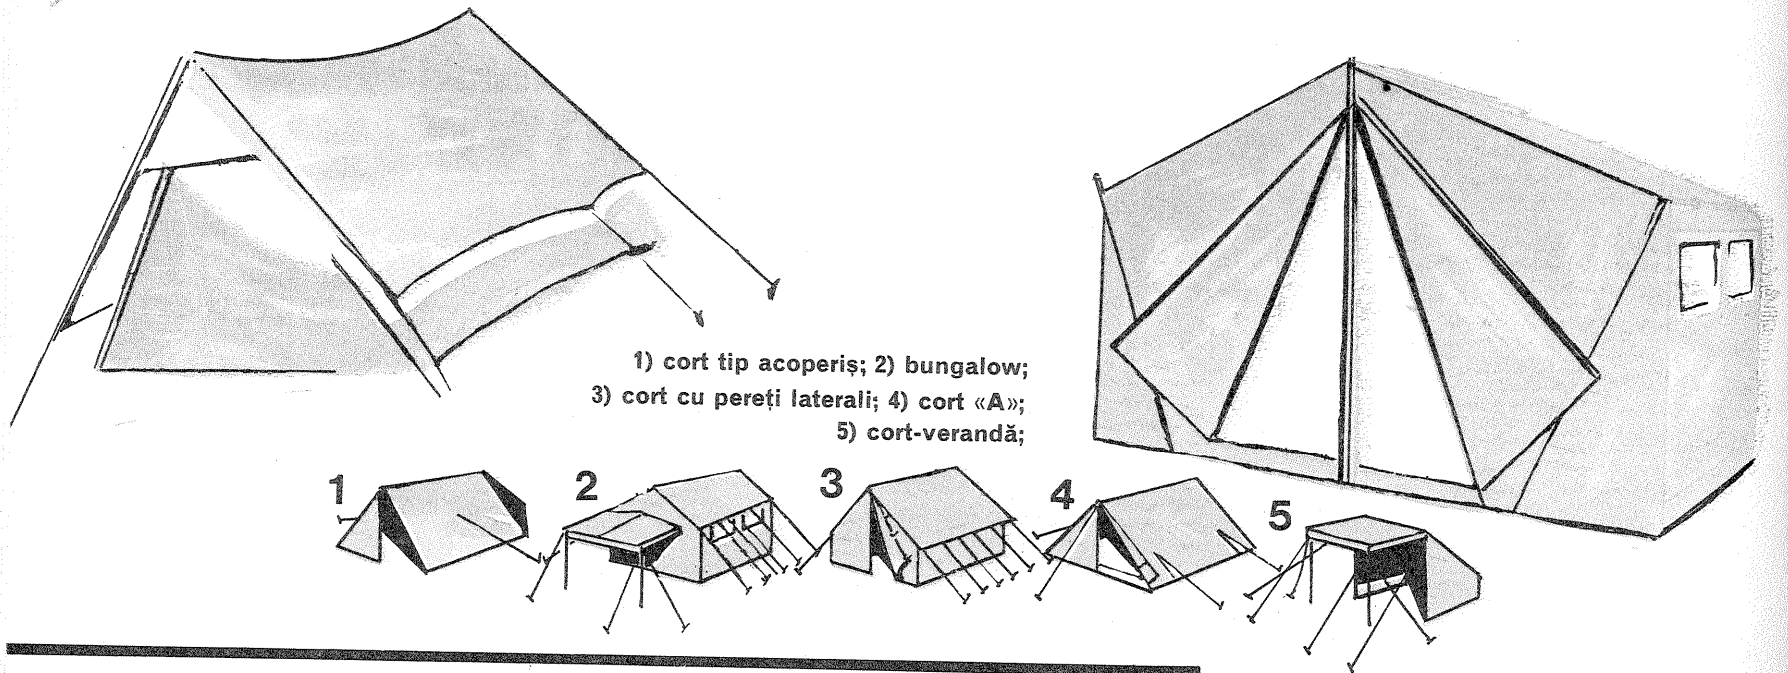 1) cort tip acoperiș; 2) bungalow;
3) cort cu pereți laterali; 4) cort «A»;
5) cort-verandă;
1 2 3 4 5